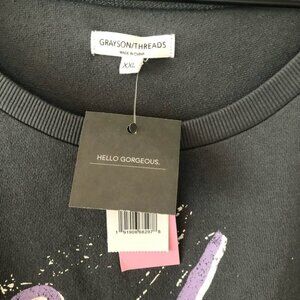 GRAYSON/THREADS
MADE IN CHINA
XXL
HELLO GORGEOUS.